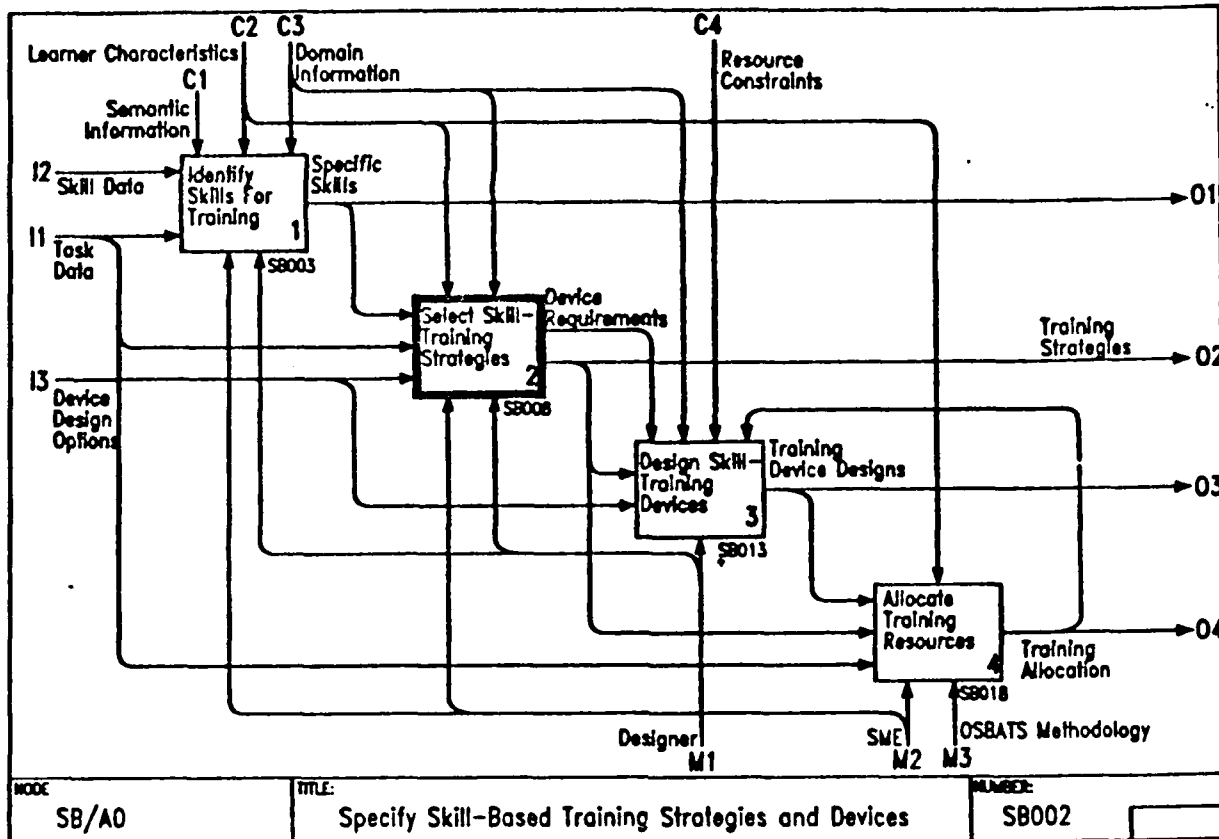 C2
C3
C4
Learner Characteristics
Domain
Information
Resource
Constraints
C1
Semantic
Information
I2
Skill Data
Identify
Skills For
Training
1
SB003
Specific
Skills
O1
I1
Task
Data
Select Skill-
Training
Strategies
2
SB008
Device
Requirements
Training
Strategies
O2
I3
Device
Design
Options
Design Skill-
Training
Devices
3
SB013
Training
Device Designs
O3
Allocate
Training
Resources
4
SB018
O4
Training
Allocation
Designer
M1
SME
M2
OSBATS Methodology
M3
NODE
SB/A0
TITLE:
Specify Skill-Based Training Strategies and Devices
NUMBER:
SB002